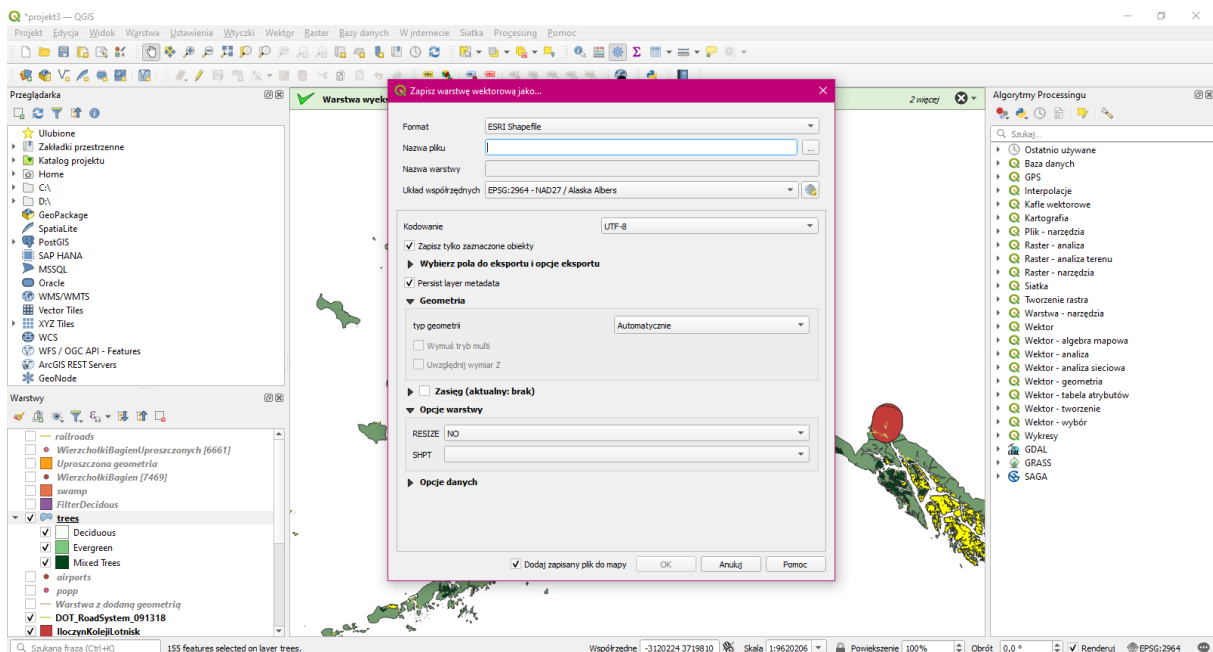 *projekt3 — QGIS
Projekt Edycja Widok Warstwa Ustawienia Wtyczki Wektor Raster Bazy danych W internecie Siatka Processing Pomoc
Przeglądarka
Ulubione
Zakładki przestrzenne
Katalog projektu
Home
C:\
D:\
GeoPackage
SpatiaLite
PostGIS
SAP HANA
MSSQL
Oracle
WMS/WMTS
Vector Tiles
XYZ Tiles
WCS
WFS / OGC API - Features
ArcGIS REST Servers
GeoNode
Warstwy
railroads
WierzchołkiBagienUproszczonych [6661]
Uproszczona geometria
WierzchołkiBagien [7469]
swamp
FilterDecidous
trees
Deciduous
Evergreen
Mixed Trees
airports
popp
Warstwa z dodaną geometrią
DOT_RoadSystem_091318
IloczynKolejiLotnisk
Warstwa wyeks
2 więcej
Zapisz warstwę wektorową jako...
Format ESRI Shapefile
Nazwa pliku
...
Nazwa warstwy
Układ współrzędnych EPSG:2964 - NAD27 / Alaska Albers
Kodowanie UTF-8
Zapisz tylko zaznaczone obiekty
Wybierz pola do eksportu i opcje eksportu
Persist layer metadata
Geometria
typ geometrii Automatycznie
Wymuś tryb multi
Uwzględnij wymiar Z
Zasięg (aktualny: brak)
Opcje warstwy
RESIZE NO
SHPT
Opcje danych
Dodaj zapisany plik do mapy OK Anuluj Pomoc
Algorytmy Processingu
Szukaj...
Ostatnio używane
Baza danych
GPS
Interpolacje
Kafle wektorowe
Kartografia
Plik - narzędzia
Raster - analiza
Raster - analiza terenu
Raster - narzędzia
Siatka
Tworzenie rastra
Warstwa - narzędzia
Wektor
Wektor - algebra mapowa
Wektor - analiza
Wektor - analiza sieciowa
Wektor - geometria
Wektor - tabela atrybutów
Wektor - tworzenie
Wektor - wybór
Wykresy
GDAL
GRASS
SAGA
Szukana fraza (Ctrl+K) 155 features selected on layer trees. Współrzędne -3120224 3719810 Skala 1:9620206 Powiększenie 100% Obrót 0,0 ° Renderuj EPSG:2964